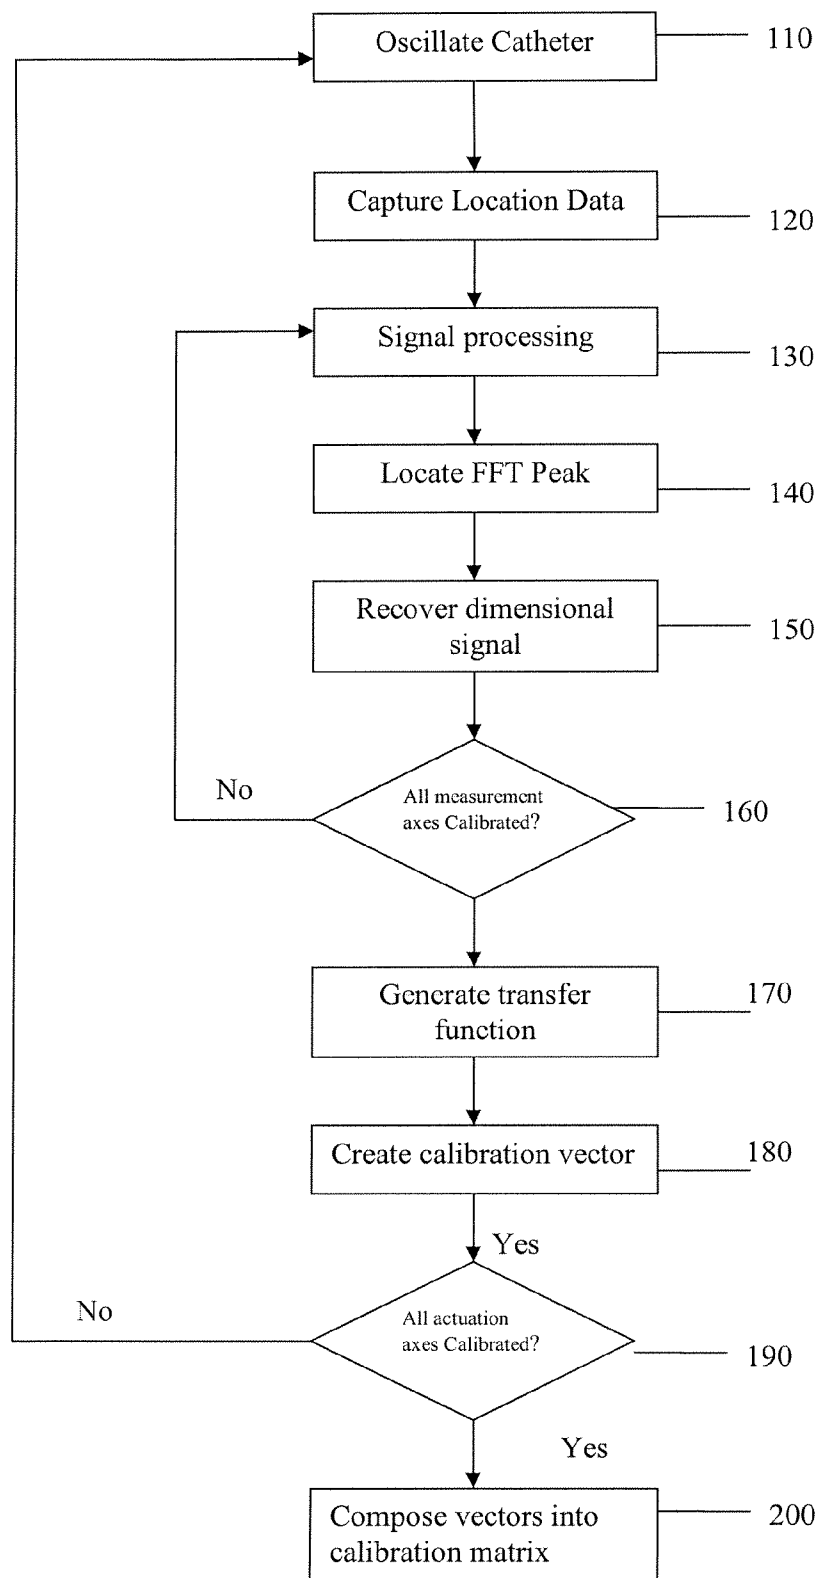 Oscillate Catheter
110
Capture Location Data
120
Signal processing
130
Locate FFT Peak
140
Recover dimensional
signal
150
No
All measurement
axes Calibrated?
160
Generate transfer
function
170
Create calibration vector
180
Yes
No
All actuation
axes Calibrated?
190
Yes
Compose vectors into
calibration matrix
200